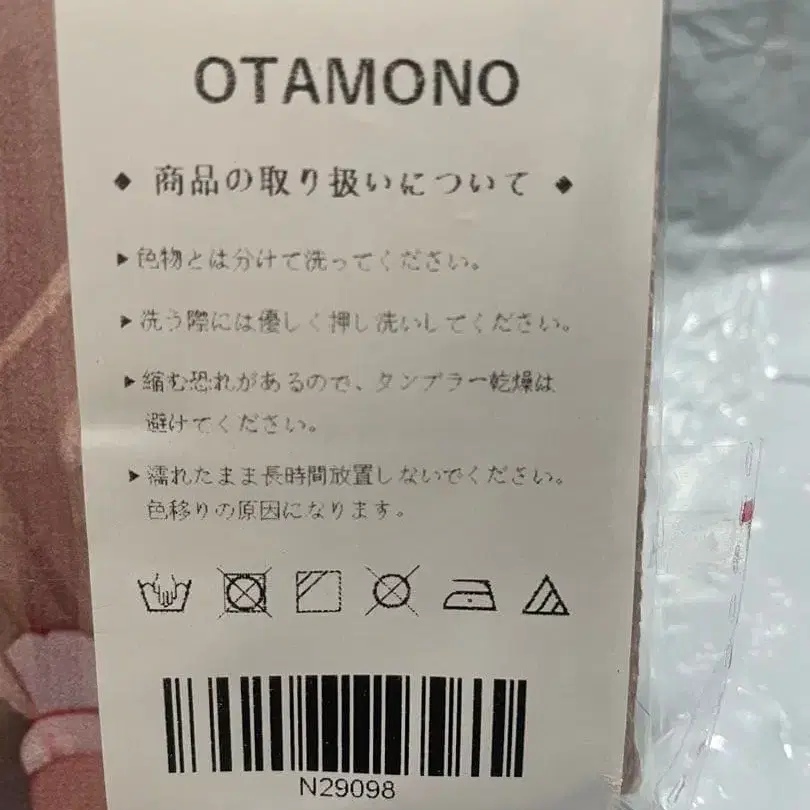 OTAMONO
◆ 商品の取り扱いについて ◆
▶色物とは分けて洗ってください。
▶洗う際には優しく押し洗いしてください。
▶縮む恐れがあるので、タンブラー乾燥は
避けてください。
▶濡れたまま長時間放置しないでください。
色移りの原因になります。
N29098